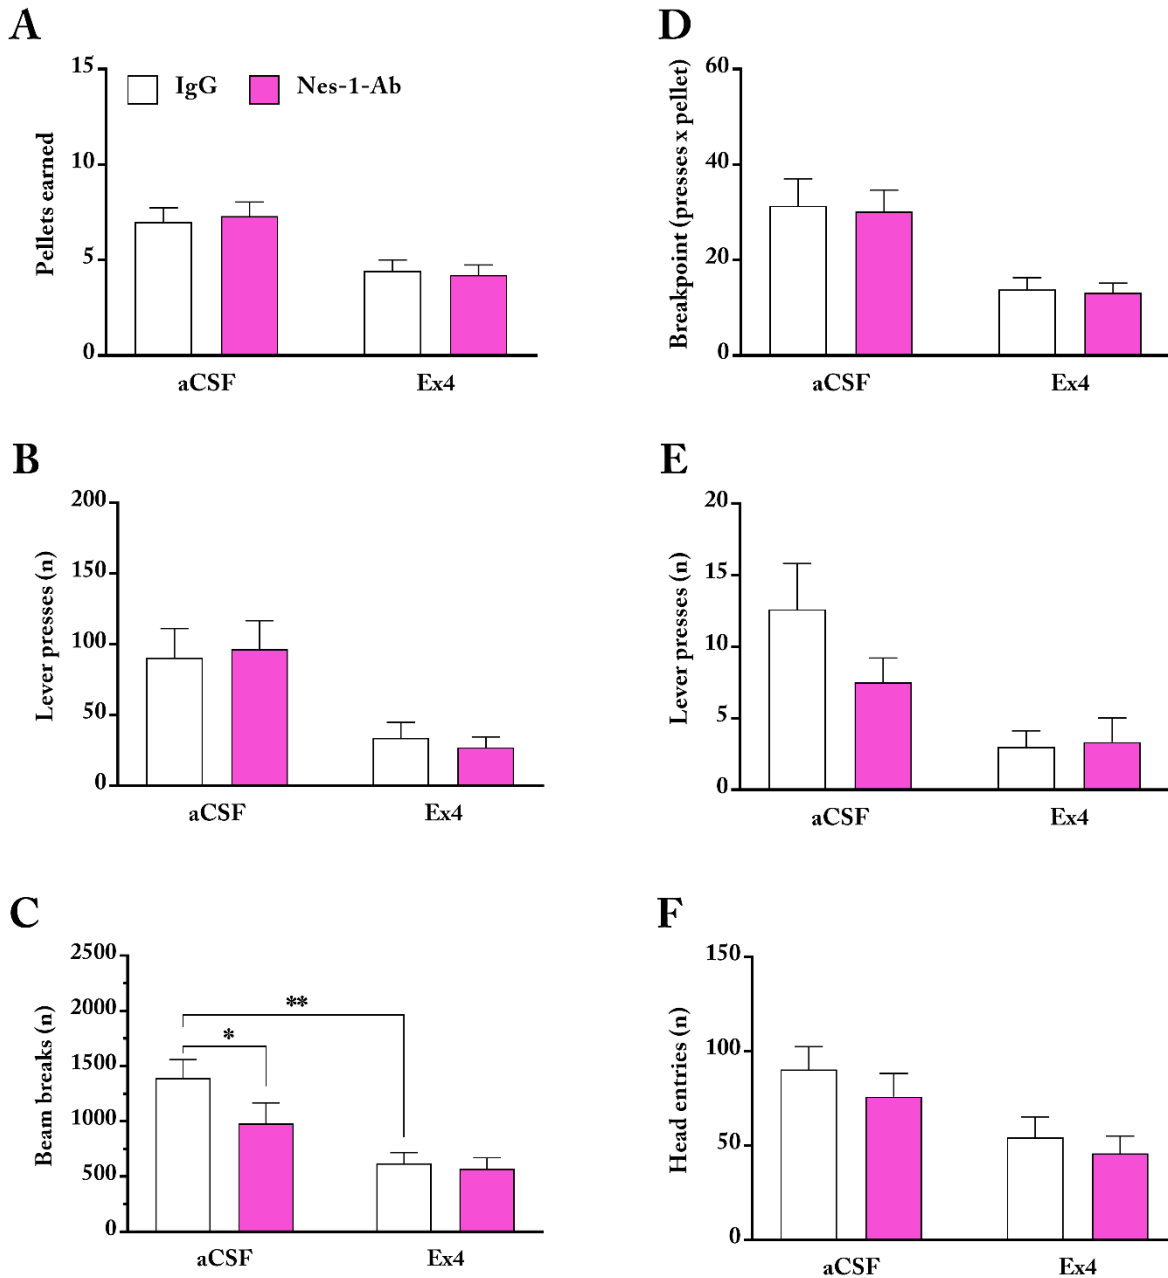 A
Pellets earned
15
10
5
0
IgG
Nes-1-Ab
aCSF
Ex4
D
Breakpoint (presses x pellet)
60
40
20
0
aCSF
Ex4
B
Lever presses (n)
200
150
100
50
0
aCSF
Ex4
E
Lever presses (n)
20
15
10
5
0
aCSF
Ex4
C
Beam breaks (n)
2500
2000
1500
1000
500
0
**
*
aCSF
Ex4
F
Head entries (n)
150
100
50
0
aCSF
Ex4